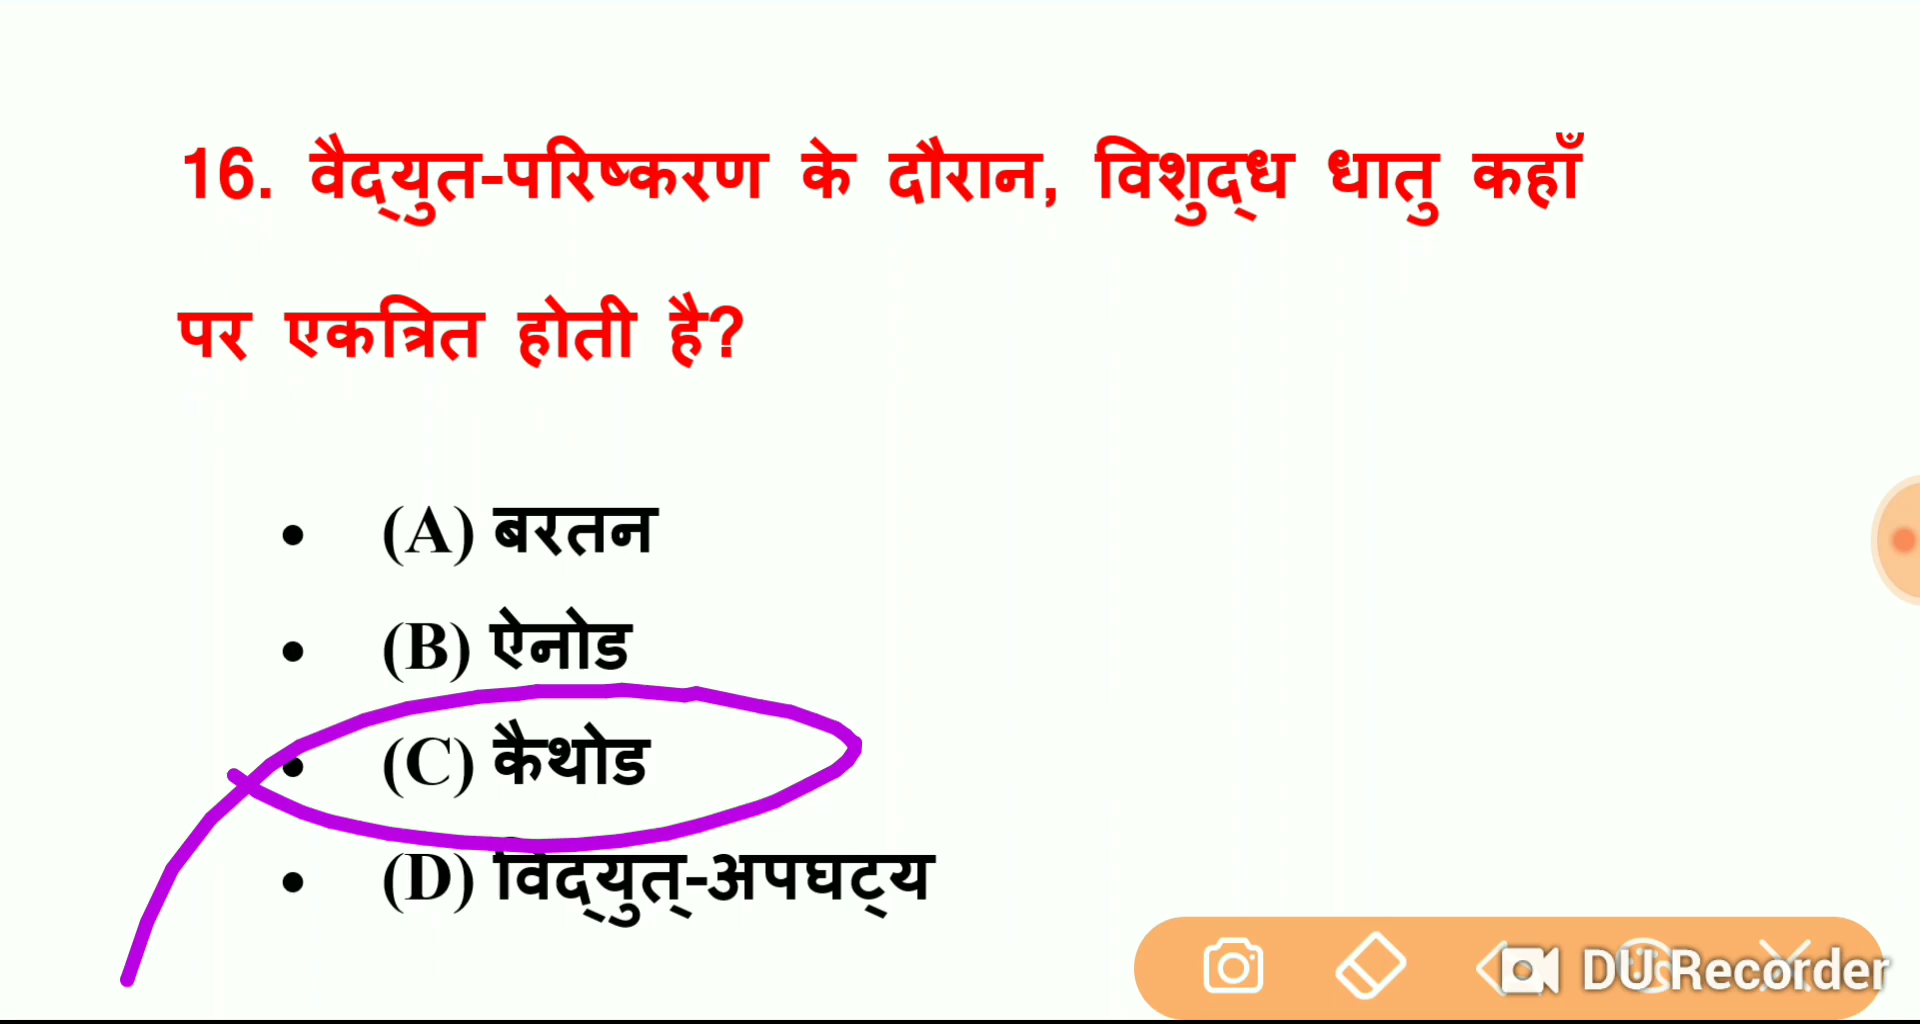 16. वैद्युत-परिष्करण के दौरान, विशुद्ध धातु कहाँ
पर एकत्रित होती है?
• (A) बरतन
• (B) ऐनोड
• (C) कैथोड
• (D) विद्युत्-अपघट्य
DU Recorder